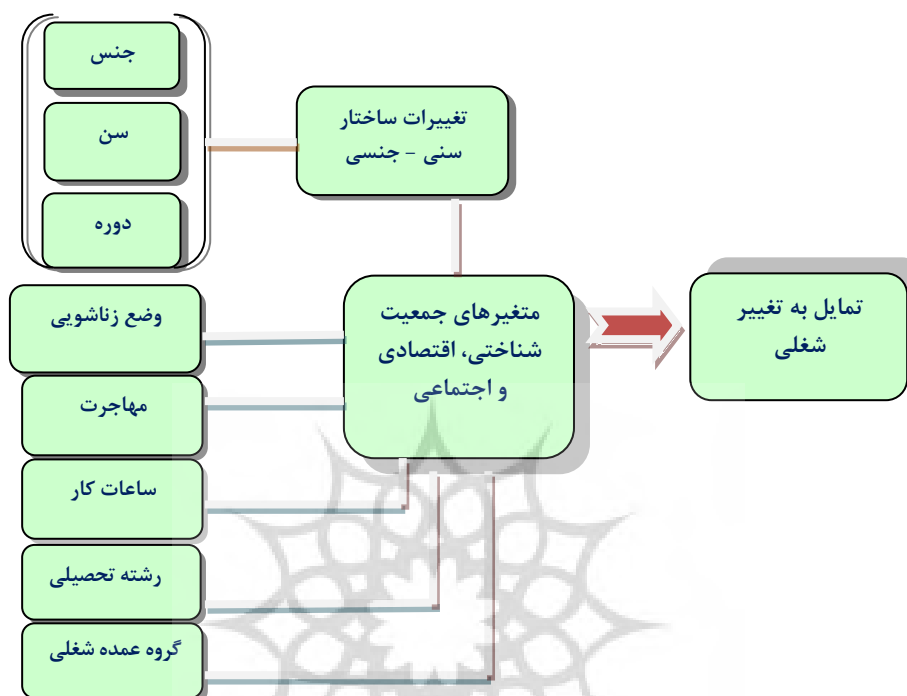 جنس
سن
دوره
تغییرات ساختار
سنی - جنسی
وضع زناشویی
مهاجرت
ساعات کار
رشته تحصیلی
گروه عمده شغلی
متغیرهای جمعیت
شناختی، اقتصادی
و اجتماعی
تمایل به تغییر
شغلی